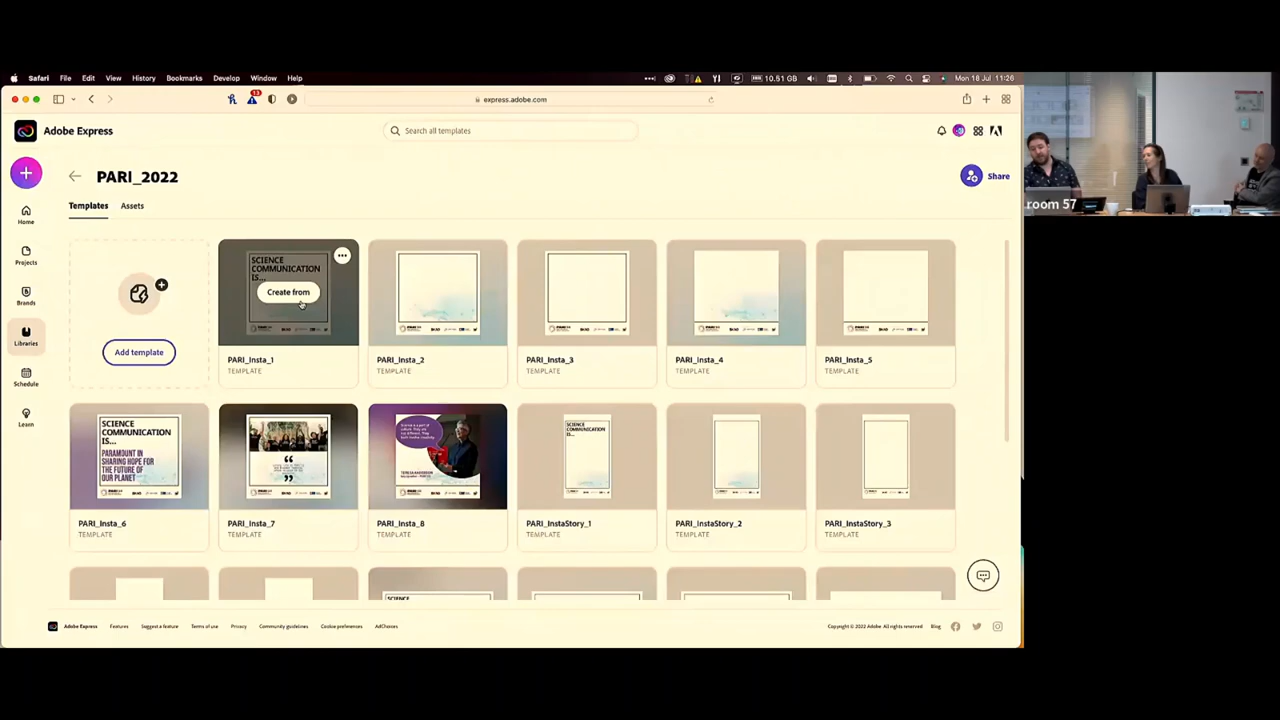 Safari File Edit View History Bookmarks Develop Window Help 10.51 GB Mon 18 Jul 11:26
13
express.adobe.com
Adobe Express Search all templates
PARI_2022 Share
Templates Assets
Home
Projects
Brands
Libraries
Schedule
Learn
Add template
SCIENCE
COMMUNICATION
IS...
Create from
PARI_Insta_1
TEMPLATE
PARI_Insta_2
TEMPLATE
PARI_Insta_3
TEMPLATE
PARI_Insta_4
TEMPLATE
PARI_Insta_5
TEMPLATE
SCIENCE
COMMUNICATION
IS...
PARAMOUNT IN
SHARING HOPE FOR
THE FUTURE OF
OUR PLANET
PARI_Insta_6
TEMPLATE
PARI_Insta_7
TEMPLATE
PARI_Insta_8
TEMPLATE
SCIENCE
COMMUNICATION
IS...
PARI_InstaStory_1
TEMPLATE
PARI_InstaStory_2
TEMPLATE
PARI_InstaStory_3
TEMPLATE
SCIENCE
Adobe Express Features Suggest a feature Terms of use Privacy Community guidelines Cookie preferences AdChoices Copyright © 2022 Adobe. All rights reserved. Blog
room 57